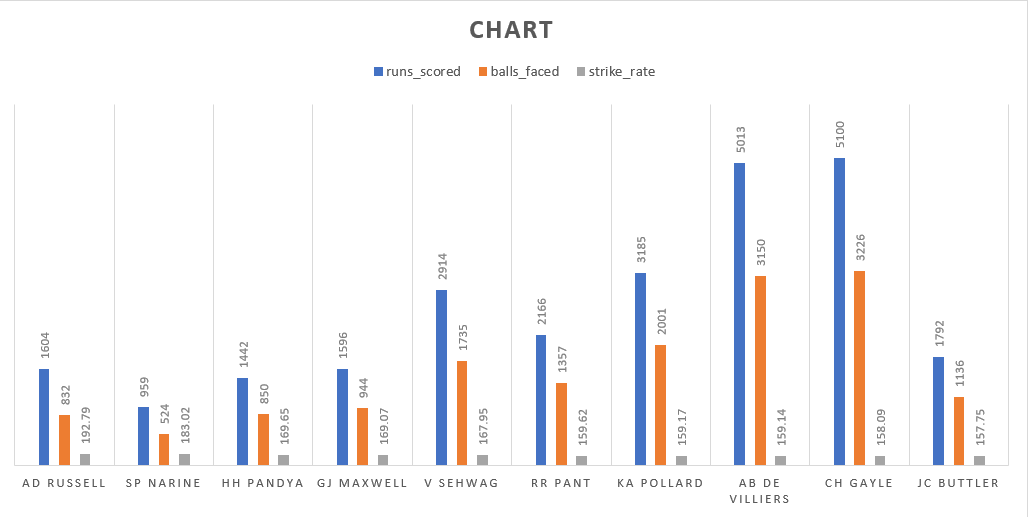 CHART
runs_scored balls_faced strike_rate
1604 832 192.79
959 524 183.02
1442 850 169.65
1596 944 169.07
2914 1735 167.95
2166 1357 159.62
3185 2001 159.17
5013 3150 159.14
5100 3226 158.09
1792 1136 157.75
AD RUSSELL SP NARINE HH PANDYA GJ MAXWELL V SEHWAG RR PANT KA POLLARD AB DE CH GAYLE JC BUTTLER
VILLIERS